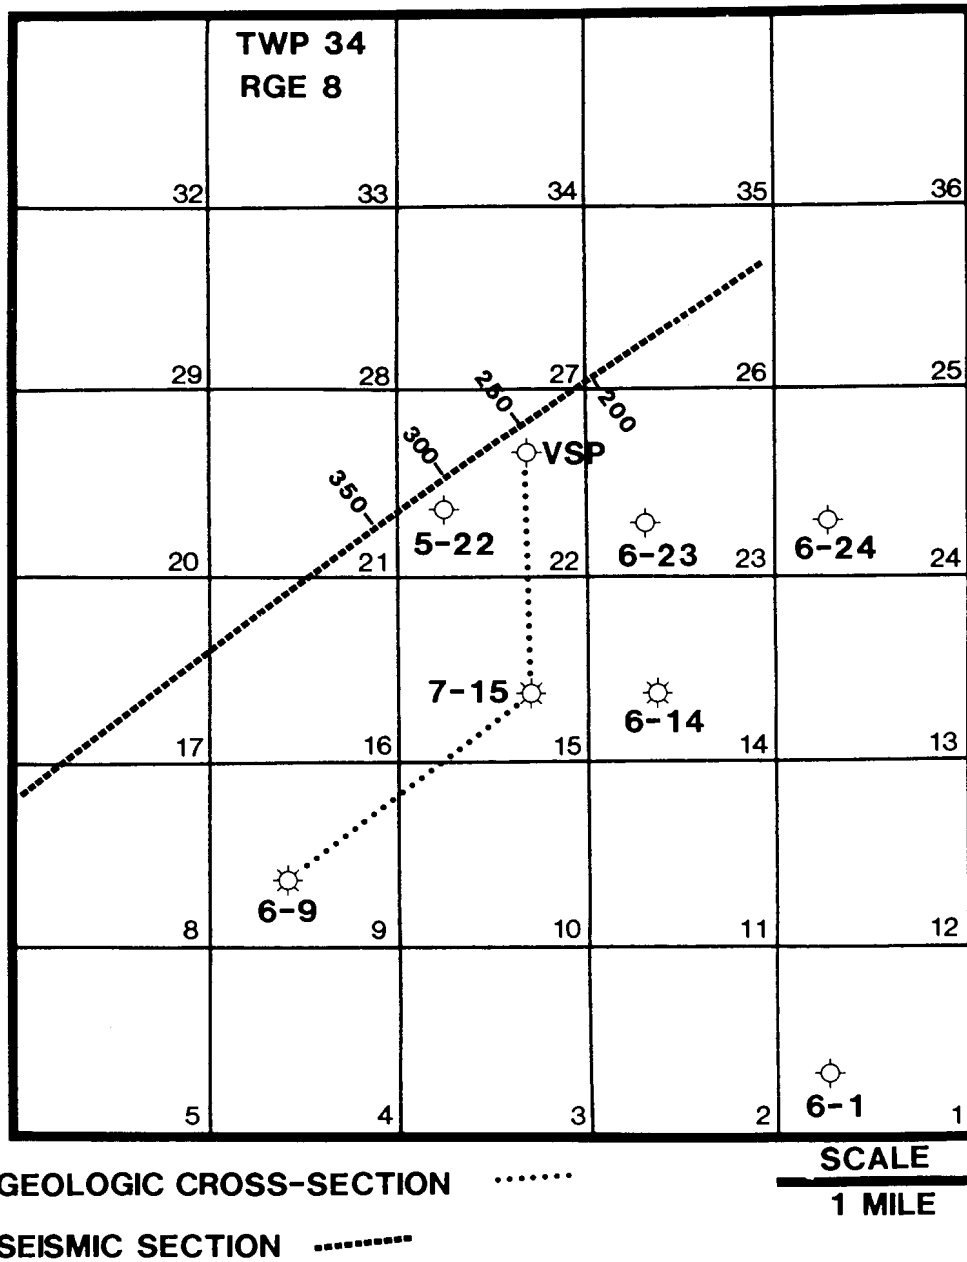 TWP 34
RGE 8
32 33 34 35 36
29 28 27 26 25
250
200
300
VSP
350
5-22
6-23
6-24
20 21 22 23 24
7-15
6-14
17 16 15 14 13
6-9
8 9 10 11 12
6-1
5 4 3 2 1
SCALE
GEOLOGIC CROSS-SECTION
1 MILE
SEISMIC SECTION